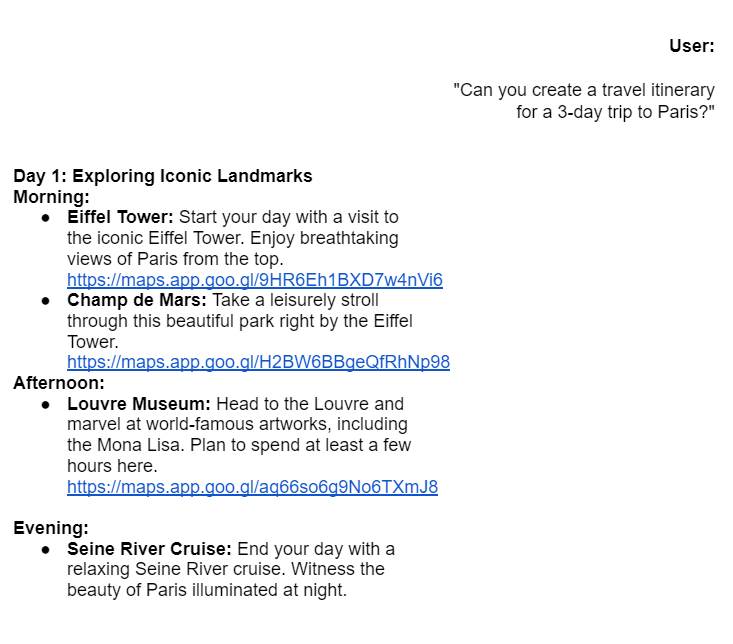 User:
"Can you create a travel itinerary
for a 3-day trip to Paris?"
Day 1: Exploring Iconic Landmarks
Morning:
● Eiffel Tower: Start your day with a visit to
the iconic Eiffel Tower. Enjoy breathtaking
views of Paris from the top.
https://maps.app.goo.gl/9HR6Eh1BXD7w4nVi6
● Champ de Mars: Take a leisurely stroll
through this beautiful park right by the Eiffel
Tower.
https://maps.app.goo.gl/H2BW6BBgeQfRhNp98
Afternoon:
● Louvre Museum: Head to the Louvre and
marvel at world-famous artworks, including
the Mona Lisa. Plan to spend at least a few
hours here.
https://maps.app.goo.gl/aq66so6g9No6TXmJ8
Evening:
● Seine River Cruise: End your day with a
relaxing Seine River cruise. Witness the
beauty of Paris illuminated at night.